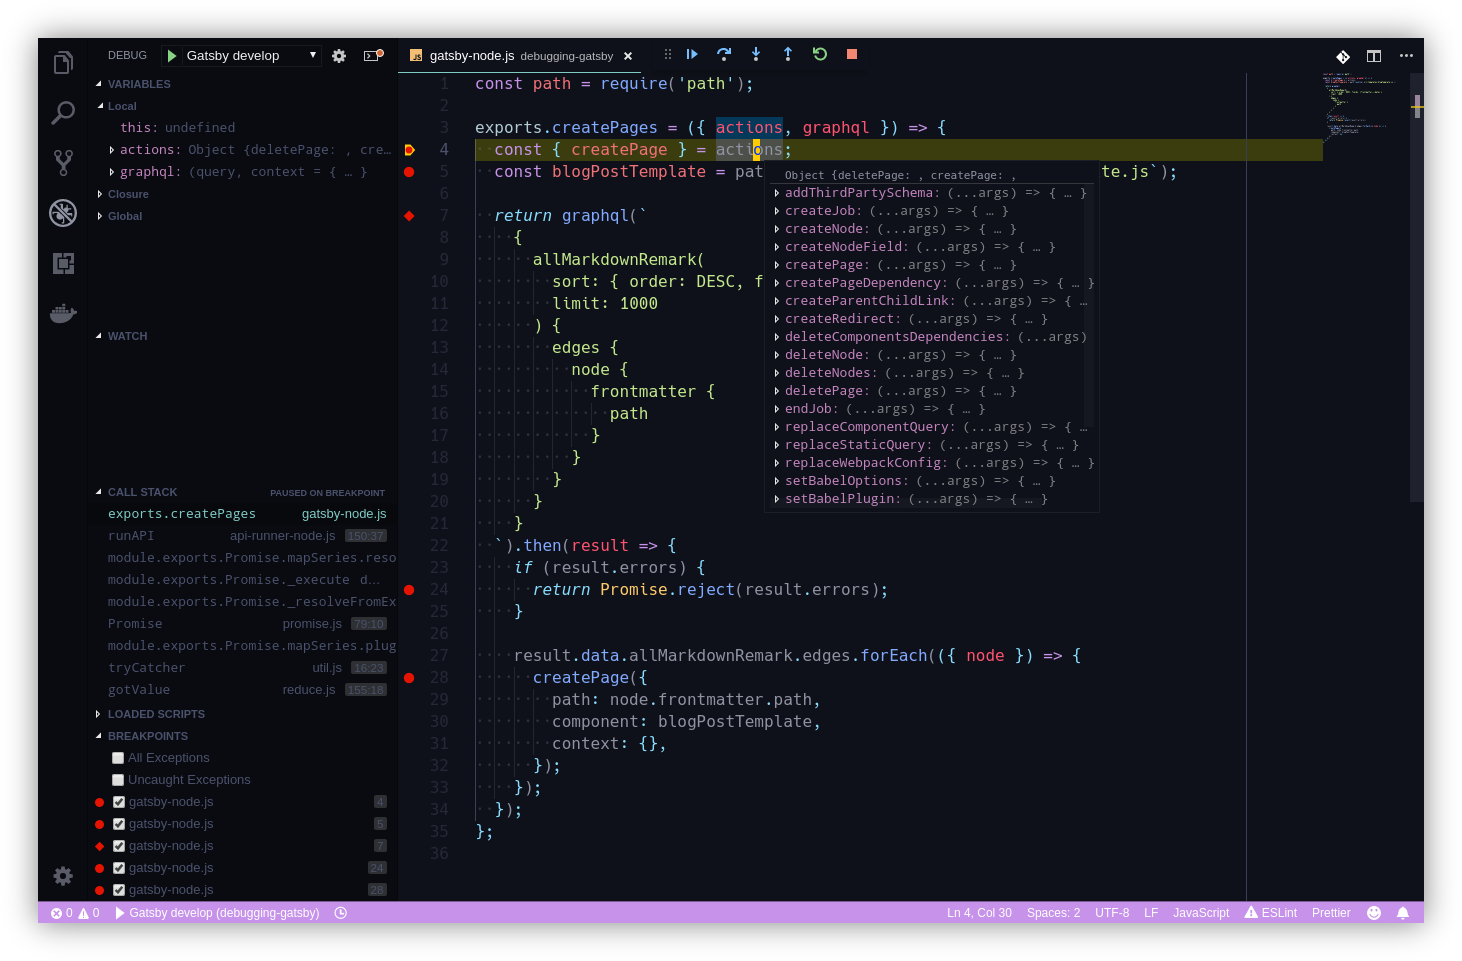 DEBUG Gatsby develop
VARIABLES
Local
this: undefined
actions: Object {deletePage: , cre…
graphql: (query, context = { … }
Closure
Global
WATCH
CALL STACK PAUSED ON BREAKPOINT
exports.createPages gatsby-node.js
runAPI api-runner-node.js 150:37
module.exports.Promise.mapSeries.reso
module.exports.Promise._execute d…
module.exports.Promise._resolveFromEx
Promise promise.js 79:10
module.exports.Promise.mapSeries.plug
tryCatcher util.js 16:23
gotValue reduce.js 155:18
LOADED SCRIPTS
BREAKPOINTS
All Exceptions
Uncaught Exceptions
gatsby-node.js 4
gatsby-node.js 5
gatsby-node.js 7
gatsby-node.js 24
gatsby-node.js 28
JS gatsby-node.js debugging-gatsby
1 const path = require('path');
2
3 exports.createPages = ({ actions, graphql }) => {
4 const { createPage } = actions;
5 const blogPostTemplate = pat te.js`);
6
7 return graphql(`
8 {
9 allMarkdownRemark(
10 sort: { order: DESC, f
11 limit: 1000
12 ) {
13 edges {
14 node {
15 frontmatter {
16 path
17 }
18 }
19 }
20 }
21 }
22 `).then(result => {
23 if (result.errors) {
24 return Promise.reject(result.errors);
25 }
26
27 result.data.allMarkdownRemark.edges.forEach(({ node }) => {
28 createPage({
29 path: node.frontmatter.path,
30 component: blogPostTemplate,
31 context: {},
32 });
33 });
34 });
35 };
36
Object {deletePage: , createPage: ,
addThirdPartySchema: (...args) => { … }
createJob: (...args) => { … }
createNode: (...args) => { … }
createNodeField: (...args) => { … }
createPage: (...args) => { … }
createPageDependency: (...args) => { … }
createParentChildLink: (...args) => { …
createRedirect: (...args) => { … }
deleteComponentsDependencies: (...args)
deleteNode: (...args) => { … }
deleteNodes: (...args) => { … }
deletePage: (...args) => { … }
endJob: (...args) => { … }
replaceComponentQuery: (...args) => { …
replaceStaticQuery: (...args) => { … }
replaceWebpackConfig: (...args) => { … }
setBabelOptions: (...args) => { … }
setBabelPlugin: (...args) => { … }
0 0 Gatsby develop (debugging-gatsby) Ln 4, Col 30 Spaces: 2 UTF-8 LF JavaScript ESLint Prettier